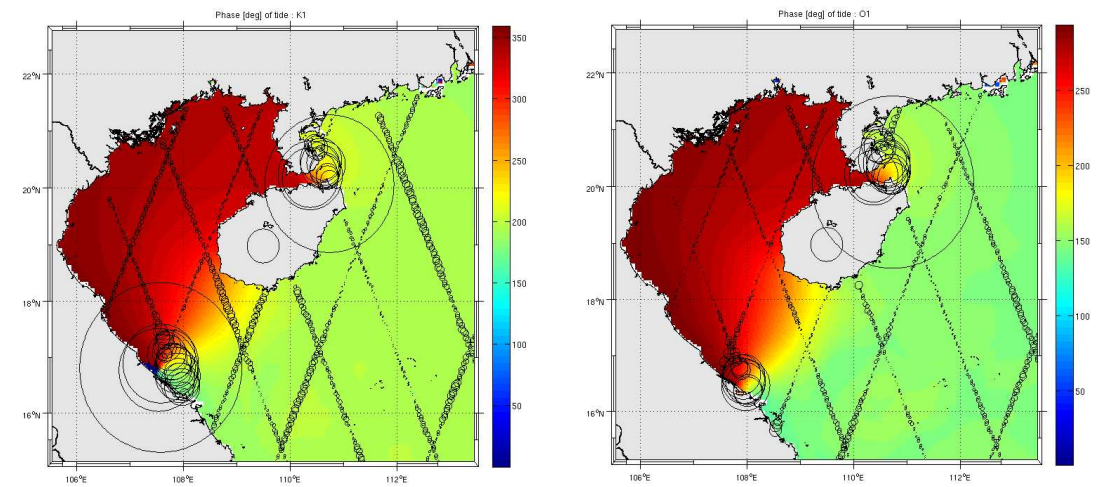 Phase [deg] of tide : K1
22°N
20°N
18°N
16°N
106°E
108°E
110°E
112°E
350
300
250
200
150
100
50
Phase [deg] of tide : O1
22°N
20°N
18°N
16°N
106°E
108°E
110°E
112°E
250
200
150
100
50